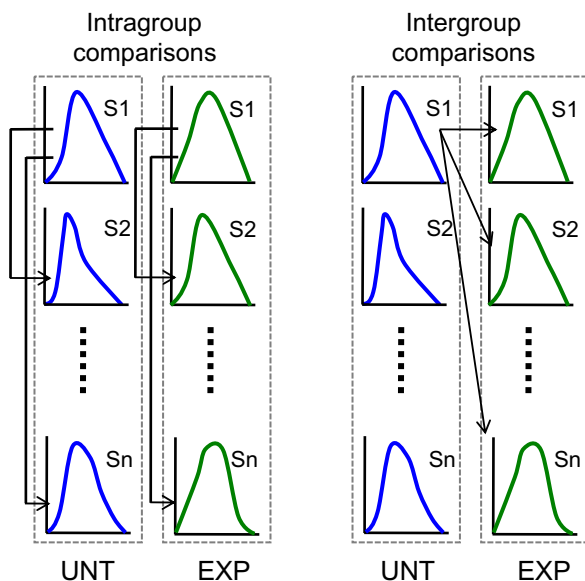 Intragroup
comparisons
Intergroup
comparisons
S1
S1
S1
S1
S2
S2
S2
S2
Sn
Sn
Sn
Sn
UNT
EXP
UNT
EXP